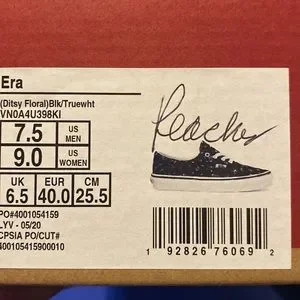 Era
(Ditsy Floral)Blk/Truewht
VN0A4U398KI
7.5 US MEN
9.0 US WOMEN
Peaches
UK EUR CM
6.5 40.0 25.5
PO#4001054159
LYV - 05/20
CPSIA PO/CUT#
400105415900010
1 92826 76069 2